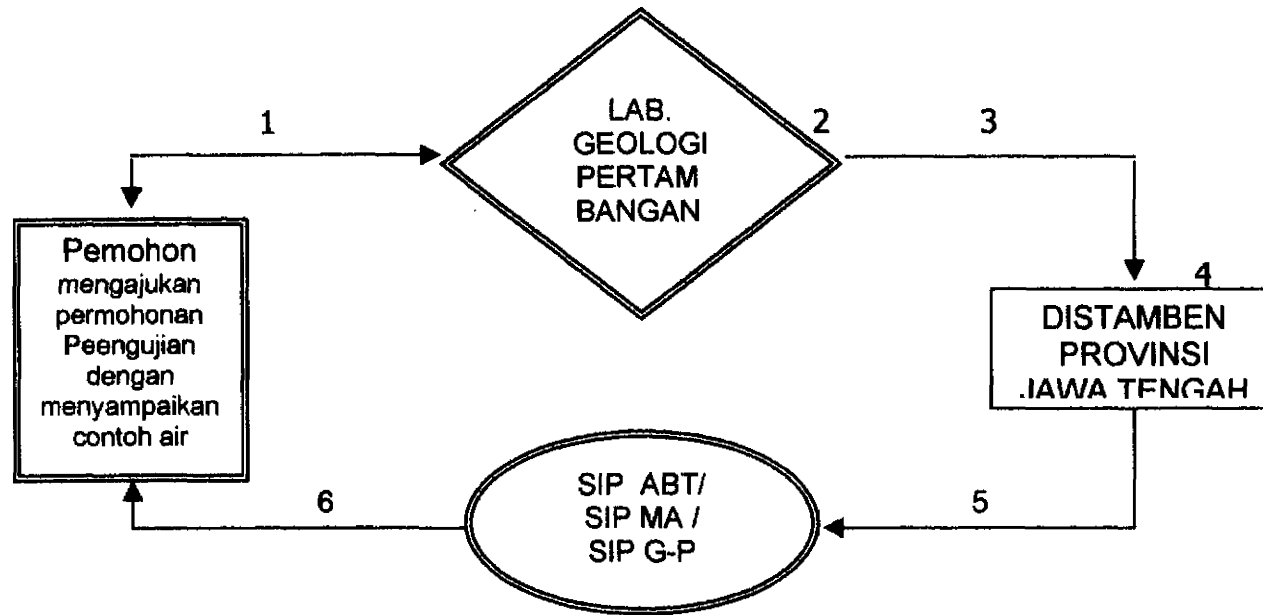 1
LAB.
GEOLOGI
PERTAM
BANGAN
2
3
Pemohon
mengajukan
permohonan
Peengujian
dengan
menyampaikan
contoh air
4
DISTAMBEN
PROVINSI
JAWA TENGAH
SIP ABT/
SIP MA /
SIP G-P
5
6